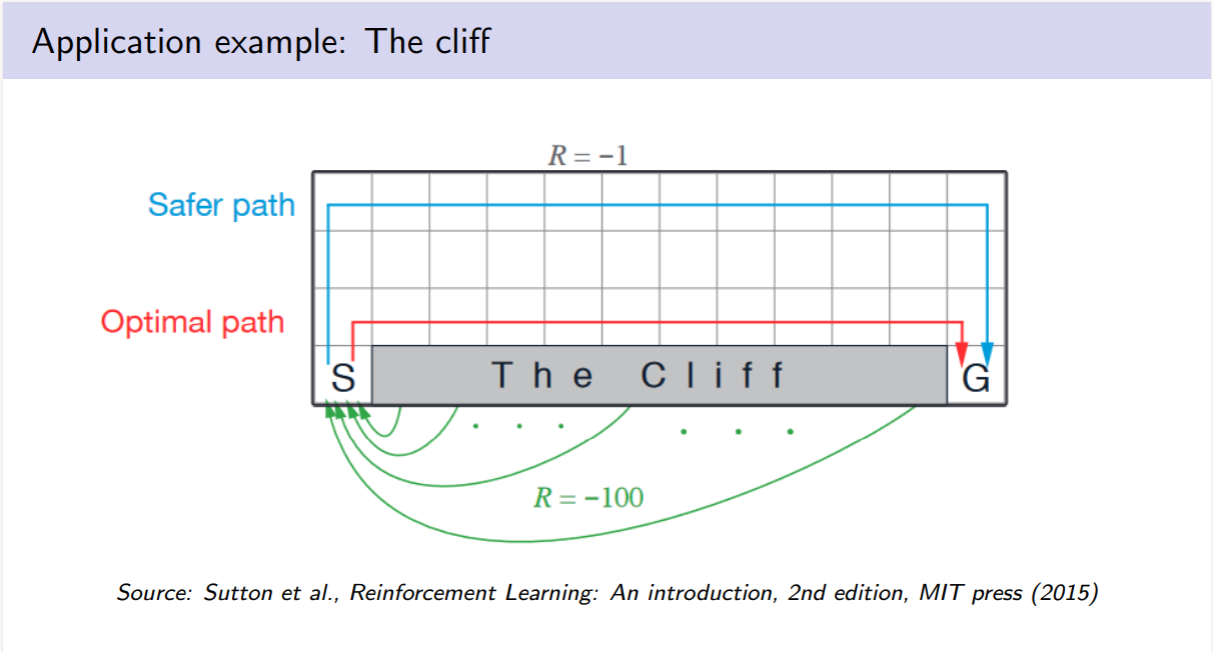 Application example: The cliff
R = −1
Safer path
Optimal path
S
The Cliff
G
R = −100
Source: Sutton et al., Reinforcement Learning: An introduction, 2nd edition, MIT press (2015)